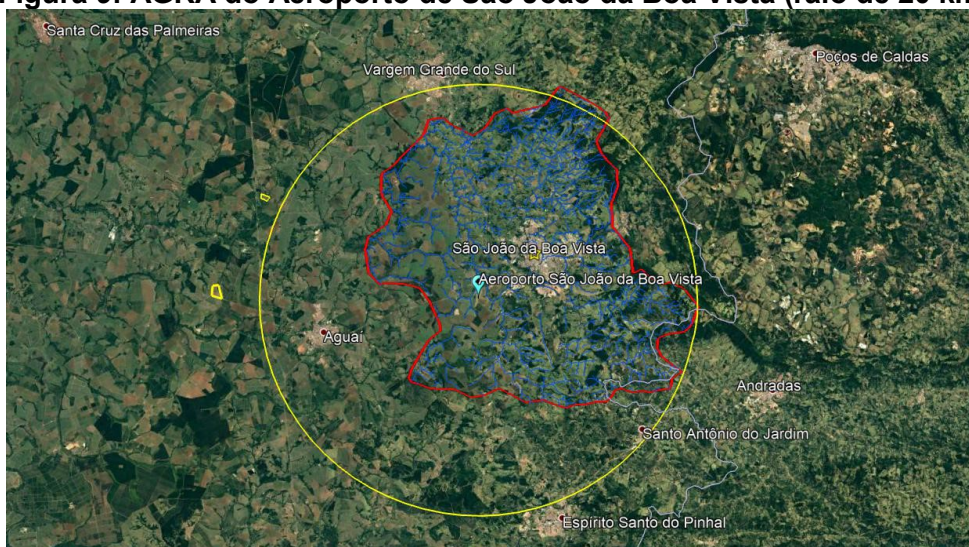 Figura 9: ASRA do Aeroporto de São João da Boa Vista (raio de 20 km
Santa Cruz das Palmeiras
Poços de Caldas
Vargem Grande do Sul
São João da Boa Vista
Aeroporto São João da Boa Vista
Aguaí
Andradas
Santo Antônio do Jardim
Espírito Santo do Pinhal